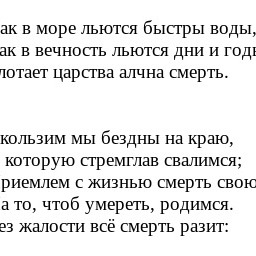 ак в море льются быстры воды,
ак в вечность льются дни и годы
лотает царства алчна смерть.
кользим мы бездны на краю,
которую стремглав свалимся;
риемлем с жизнью смерть свою
а то, чтоб умереть, родимся.
ез жалости всё смерть разит: